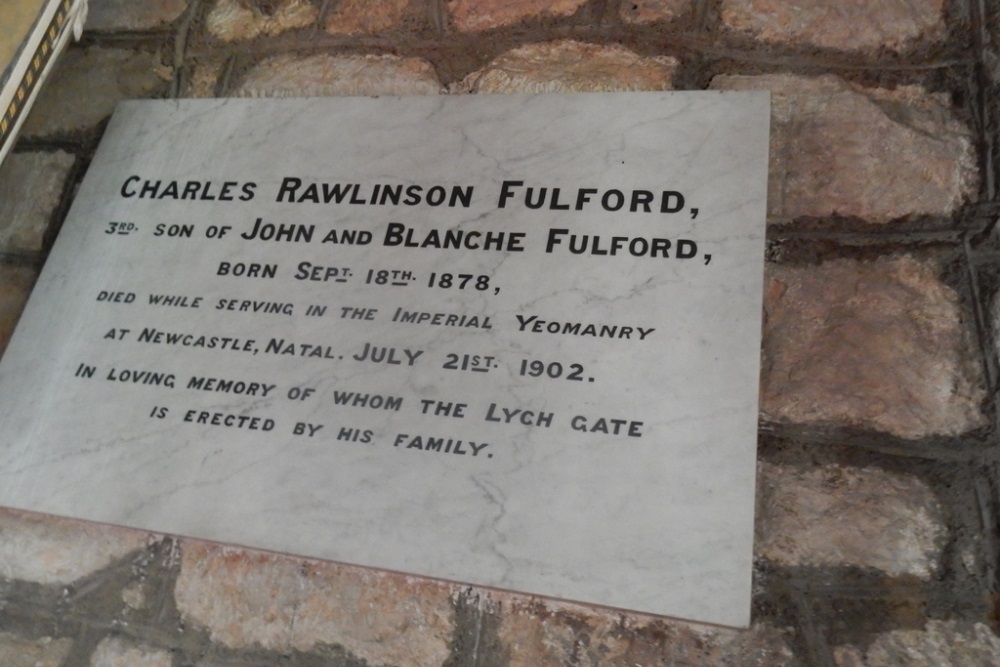 CHARLES RAWLINSON FULFORD,
3RD. SON OF JOHN AND BLANCHE FULFORD,
BORN SEPT. 18TH. 1878,
DIED WHILE SERVING IN THE IMPERIAL YEOMANRY
AT NEWCASTLE, NATAL. JULY 21ST. 1902.
IN LOVING MEMORY OF WHOM THE LYCH GATE
IS ERECTED BY HIS FAMILY.